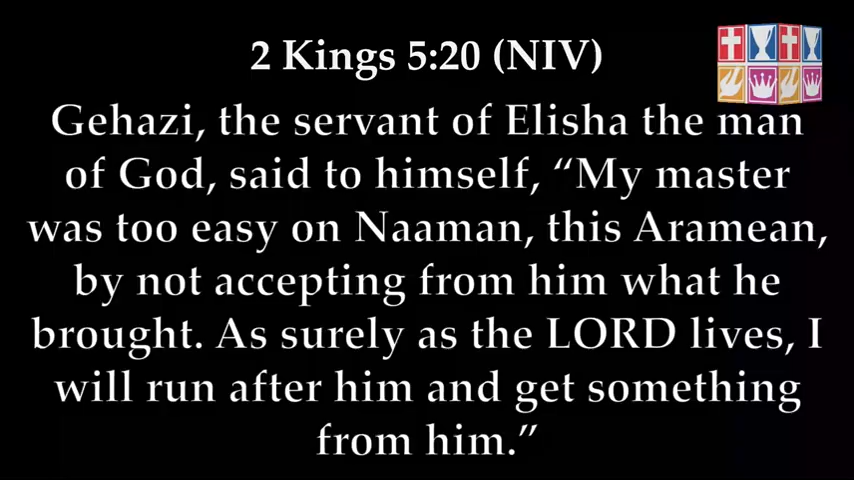 2 Kings 5:20 (NIV)
Gehazi, the servant of Elisha the man
of God, said to himself, “My master
was too easy on Naaman, this Aramean,
by not accepting from him what he
brought. As surely as the LORD lives, I
will run after him and get something
from him.”